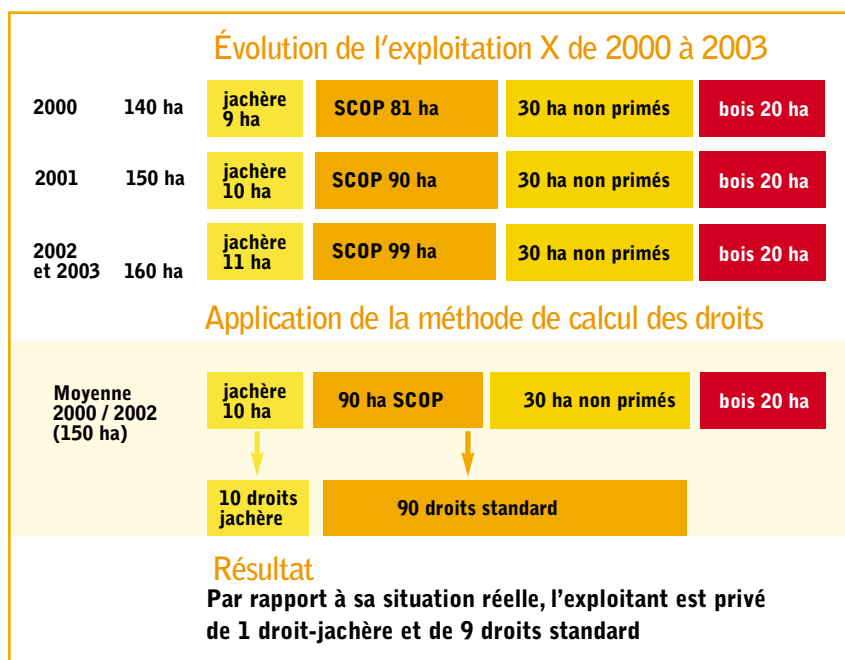 Évolution de l'exploitation X de 2000 à 2003
2000 140 ha jachère 9 ha SCOP 81 ha 30 ha non primés bois 20 ha
2001 150 ha jachère 10 ha SCOP 90 ha 30 ha non primés bois 20 ha
2002 et 2003 160 ha jachère 11 ha SCOP 99 ha 30 ha non primés bois 20 ha
Application de la méthode de calcul des droits
Moyenne 2000 / 2002 (150 ha) jachère 10 ha 90 ha SCOP 30 ha non primés bois 20 ha
10 droits jachère 90 droits standard
Résultat
Par rapport à sa situation réelle, l'exploitant est privé
de 1 droit-jachère et de 9 droits standard